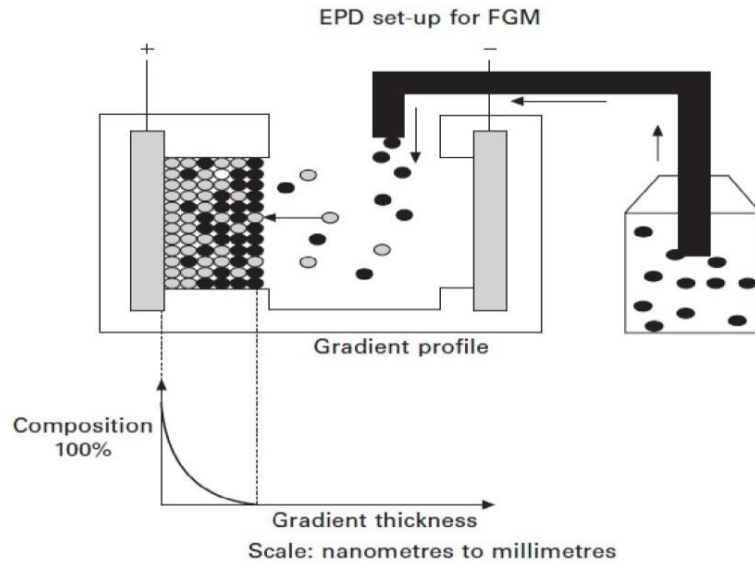 EPD set-up for FGM
+
−
Gradient profile
Composition
100%
Gradient thickness
Scale: nanometres to millimetres